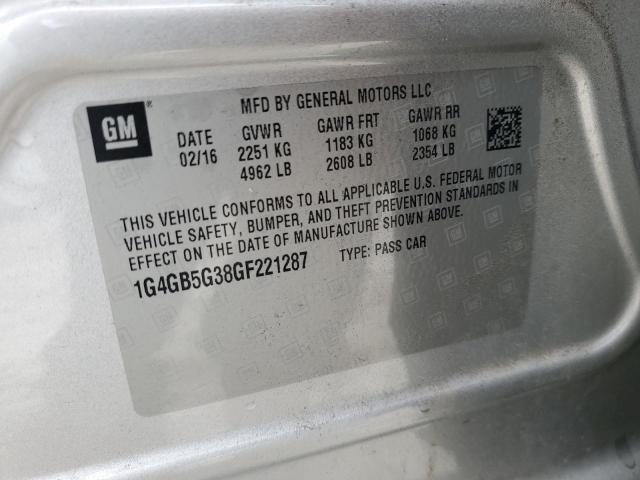 GM
MFD BY GENERAL MOTORS LLC
DATE GVWR GAWR FRT GAWR RR
02/16 2251 KG 1183 KG 1068 KG
4962 LB 2608 LB 2354 LB
THIS VEHICLE CONFORMS TO ALL APPLICABLE U.S. FEDERAL MOTOR
VEHICLE SAFETY, BUMPER, AND THEFT PREVENTION STANDARDS IN
EFFECT ON THE DATE OF MANUFACTURE SHOWN ABOVE.
1G4GB5G38GF221287 TYPE: PASS CAR